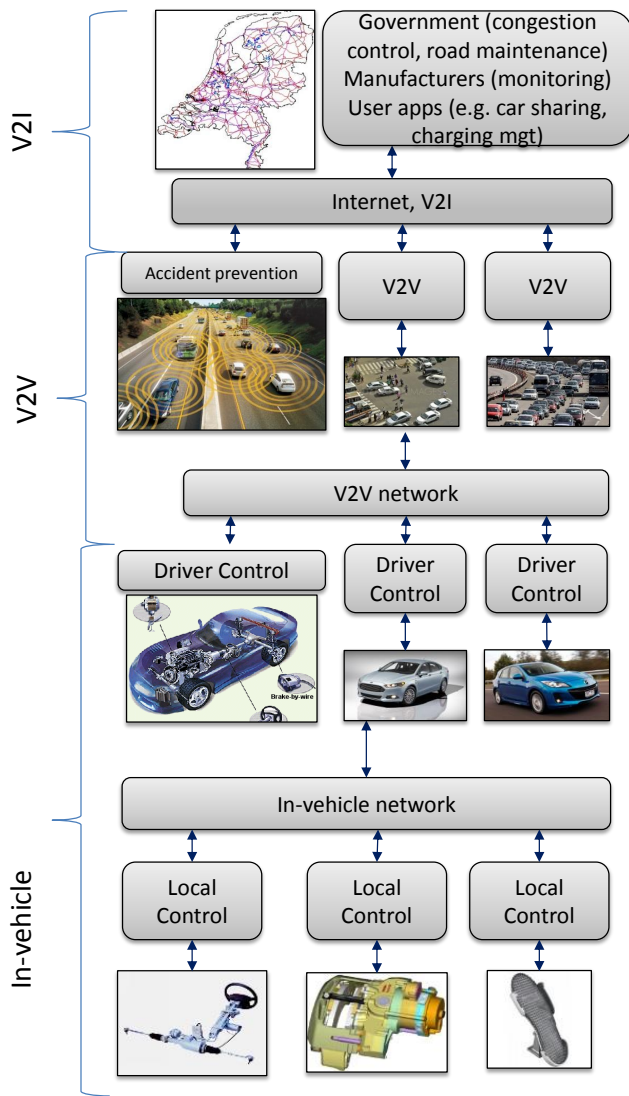 V2I
Government (congestion
control, road maintenance)
Manufacturers (monitoring)
User apps (e.g. car sharing,
charging mgt)
Internet, V2I
V2V
Accident prevention
V2V
V2V
V2V network
In-vehicle
Driver Control
Driver
Control
Driver
Control
Brake-by-wire
In-vehicle network
Local
Control
Local
Control
Local
Control